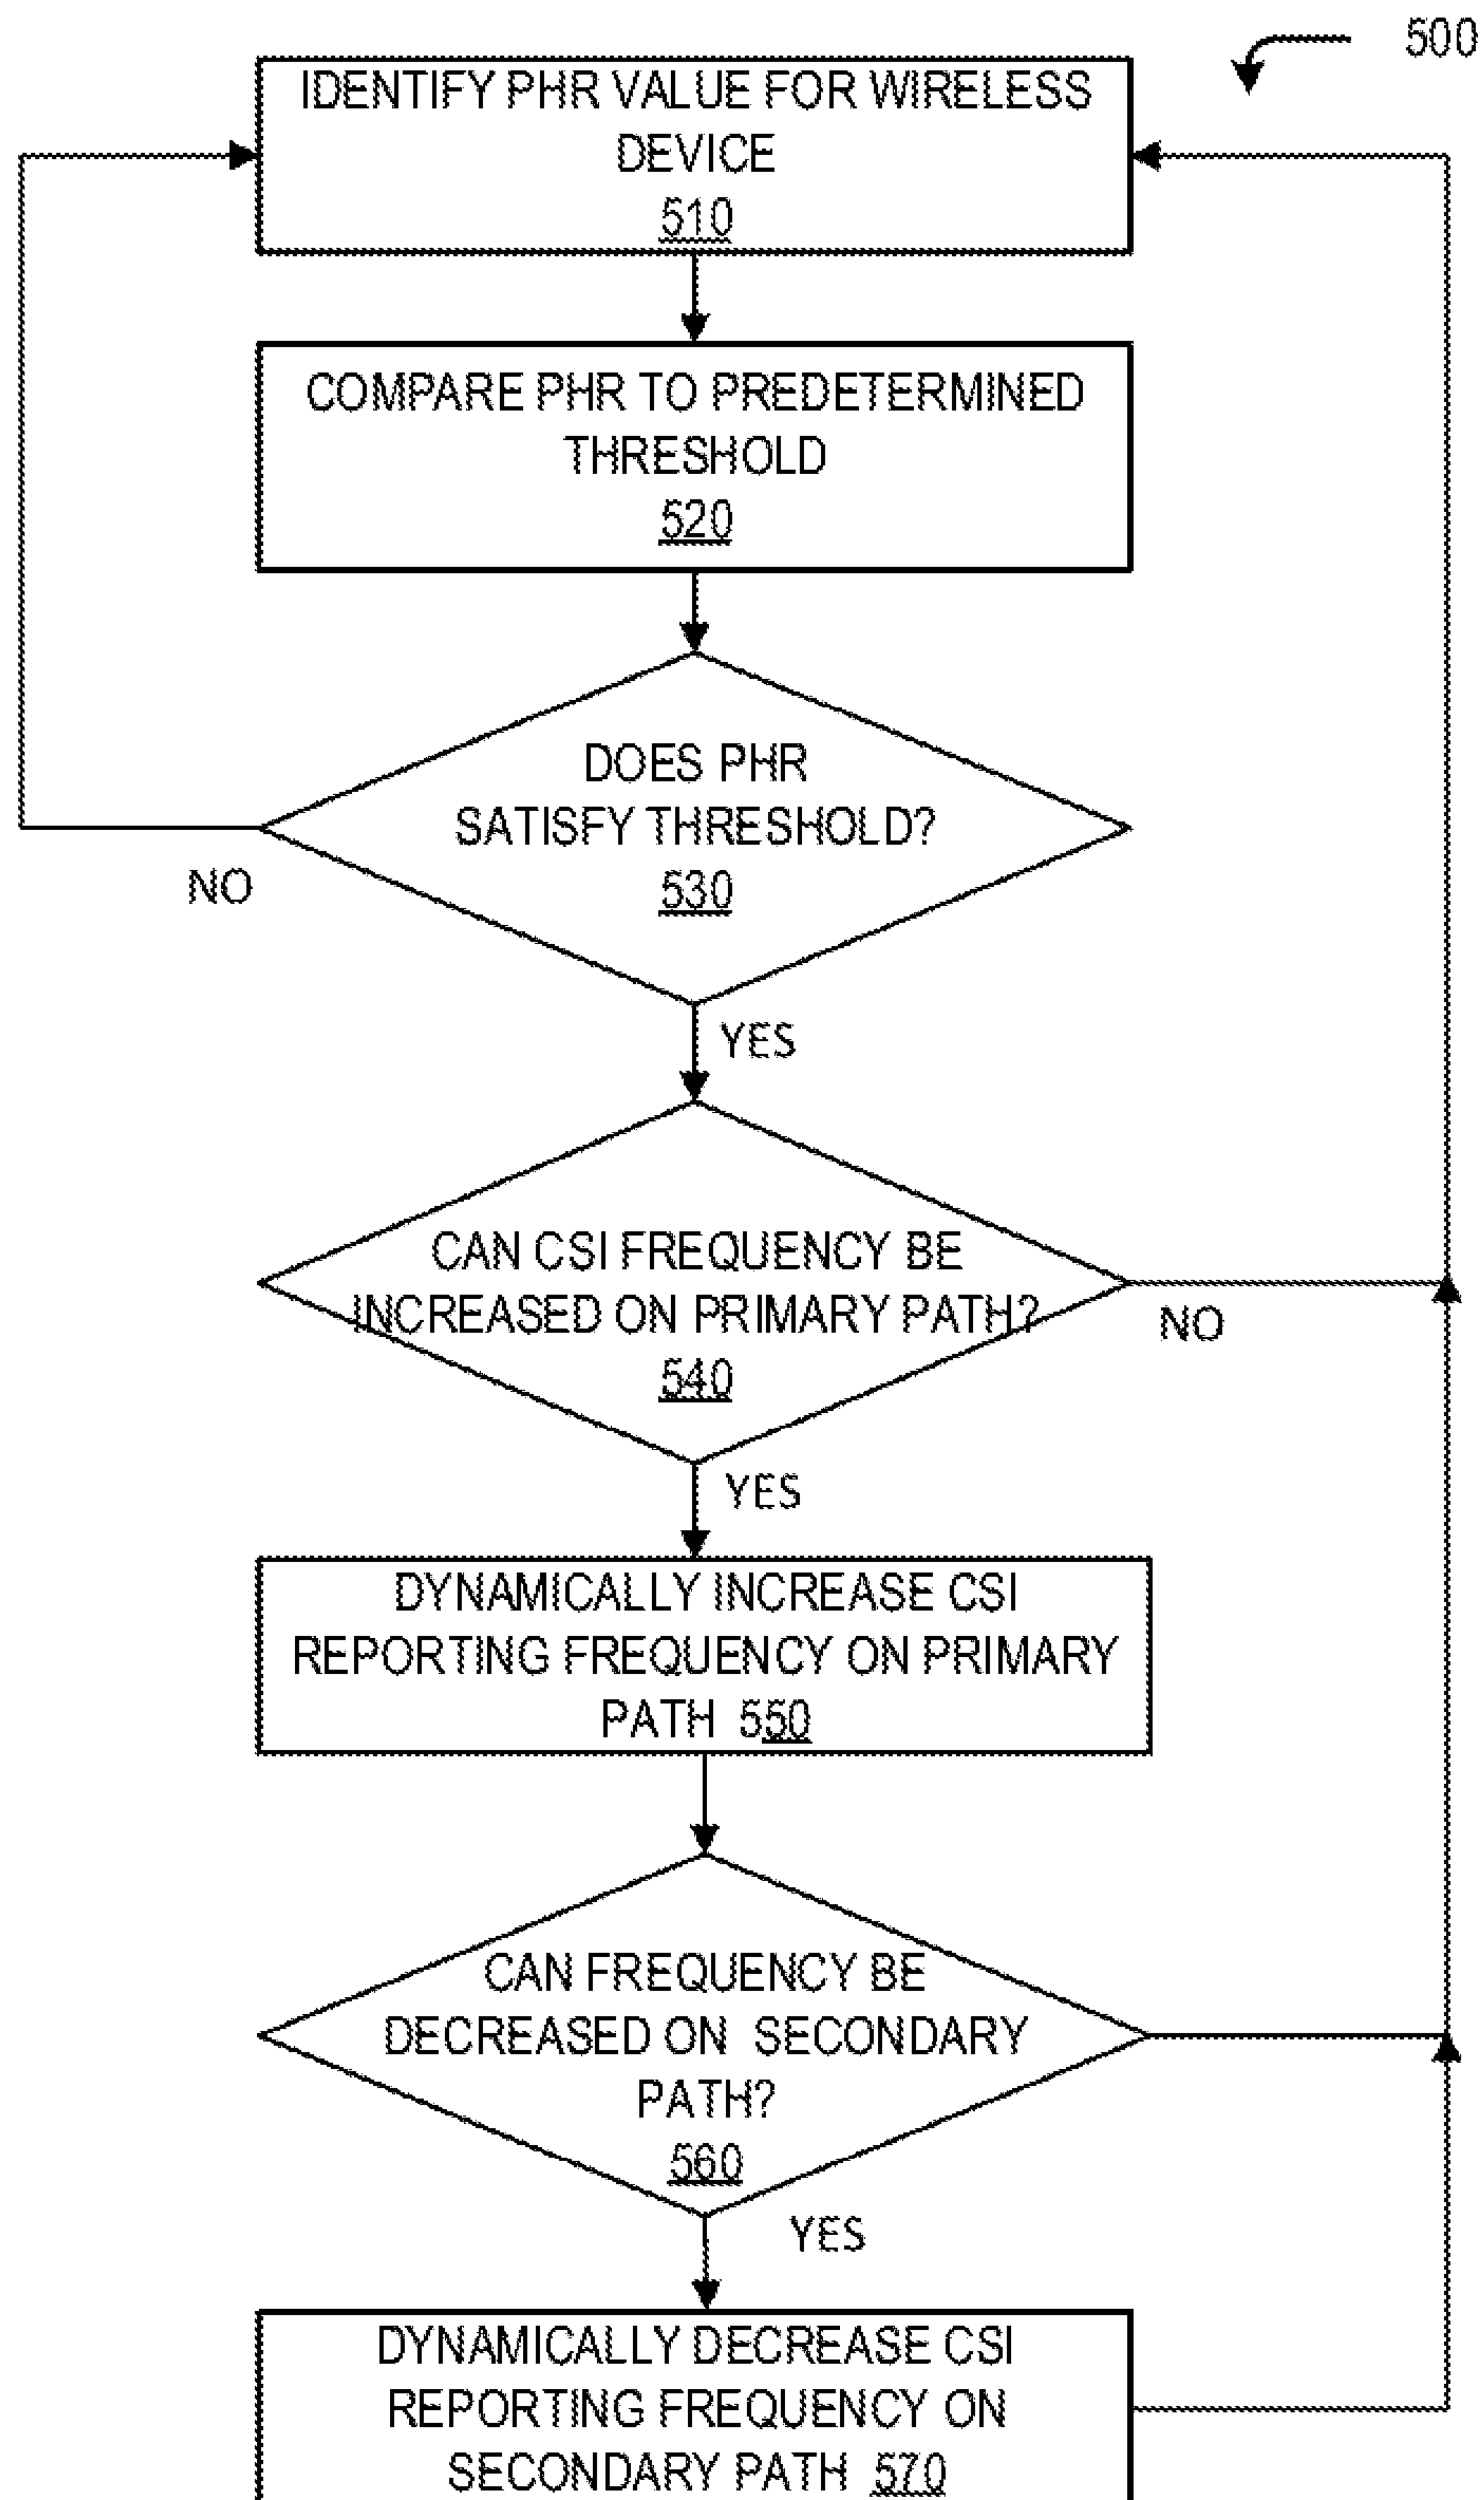 500
IDENTIFY PHR VALUE FOR WIRELESS
DEVICE
510
COMPARE PHR TO PREDETERMINED
THRESHOLD
520
DOES PHR
SATISFY THRESHOLD?
530
NO
YES
CAN CSI FREQUENCY BE
INCREASED ON PRIMARY PATH?
540
NO
YES
DYNAMICALLY INCREASE CSI
REPORTING FREQUENCY ON PRIMARY
PATH 550
CAN FREQUENCY BE
DECREASED ON SECONDARY
PATH?
560
YES
DYNAMICALLY DECREASE CSI
REPORTING FREQUENCY ON
SECONDARY PATH 570